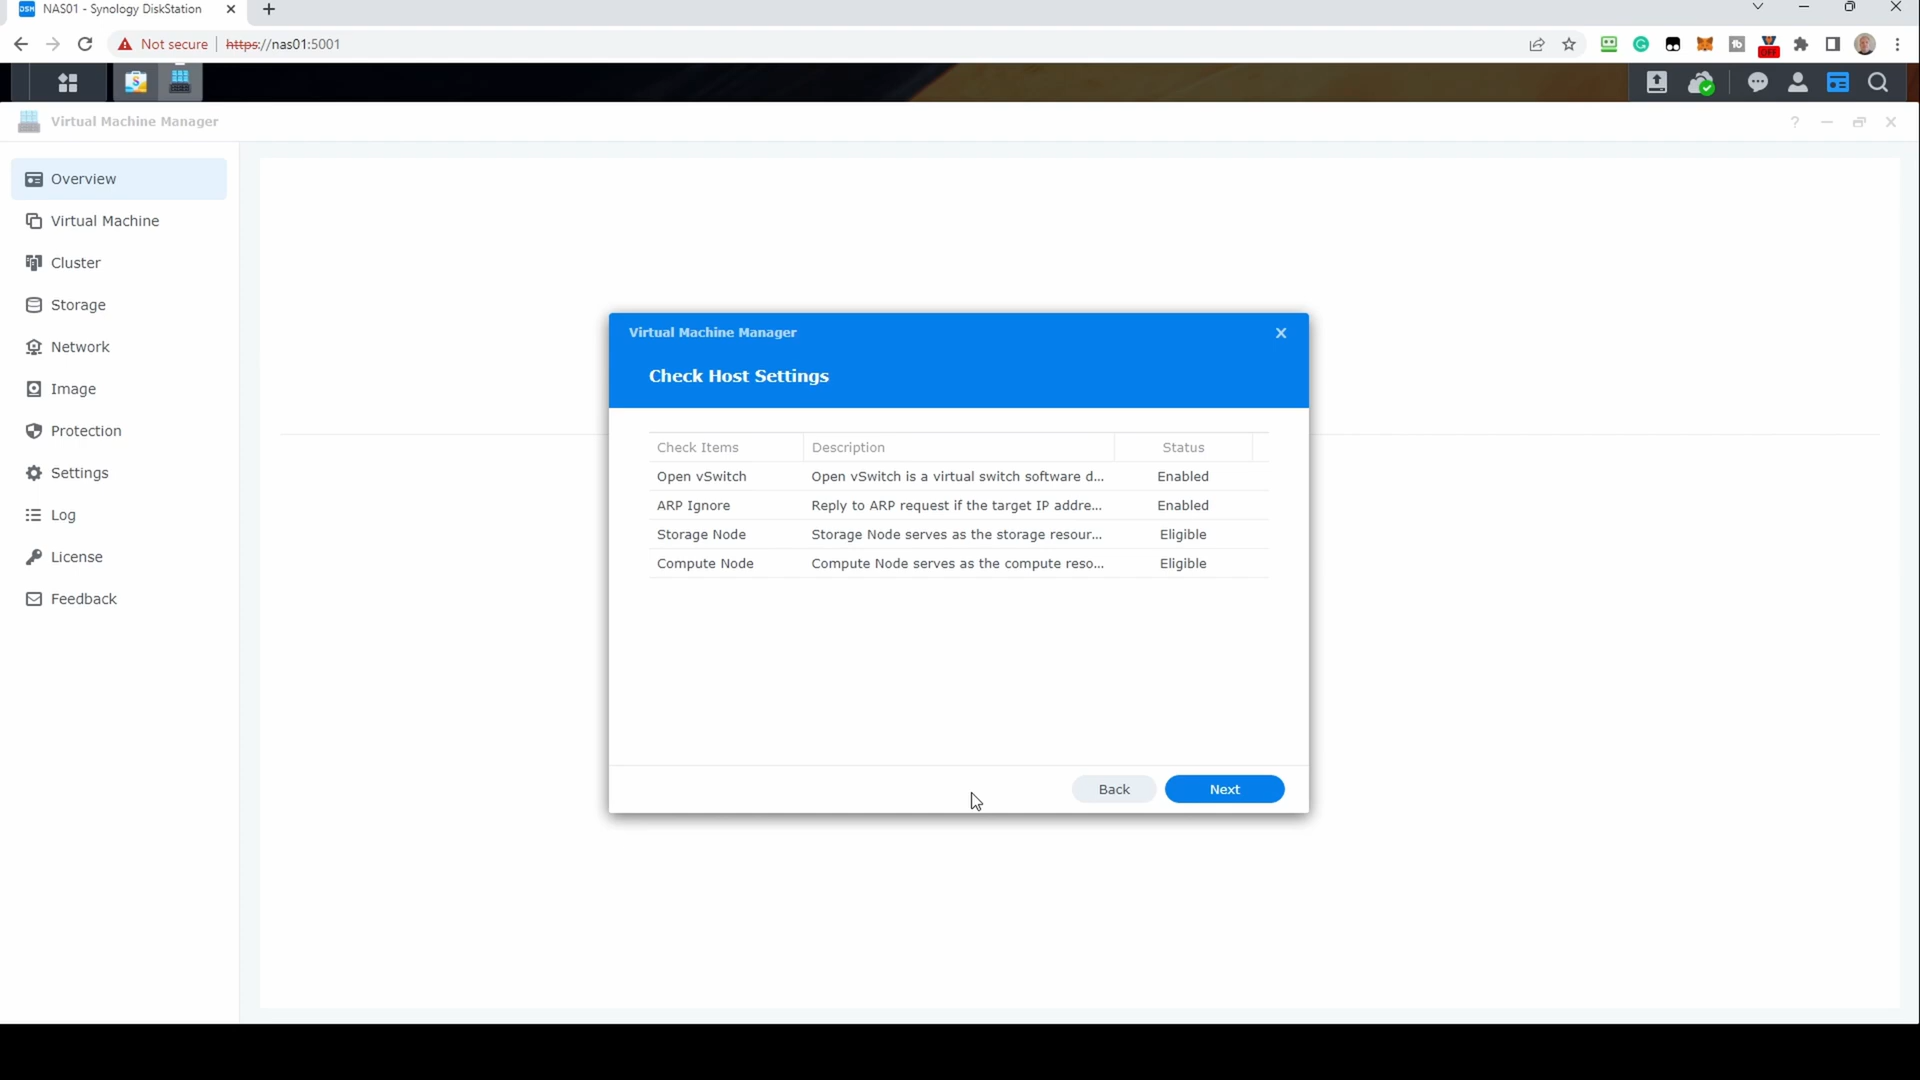 DSM NAS01 - Synology DiskStation
Not secure https://nas01:5001
OFF
Virtual Machine Manager
?
Overview
Virtual Machine
Cluster
Storage
Network
Image
Protection
Settings
Log
License
Feedback
Virtual Machine Manager
Check Host Settings
Check Items Description Status
Open vSwitch Open vSwitch is a virtual switch software d... Enabled
ARP Ignore Reply to ARP request if the target IP addre... Enabled
Storage Node Storage Node serves as the storage resour... Eligible
Compute Node Compute Node serves as the compute reso... Eligible
Back Next